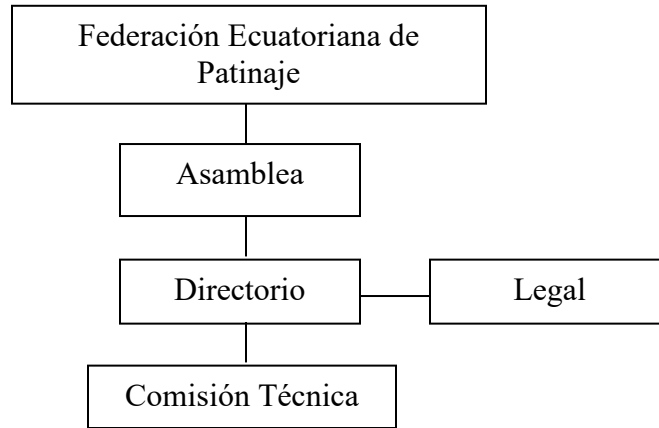 Federación Ecuatoriana de
Patinaje
Asamblea
Directorio
Legal
Comisión Técnica